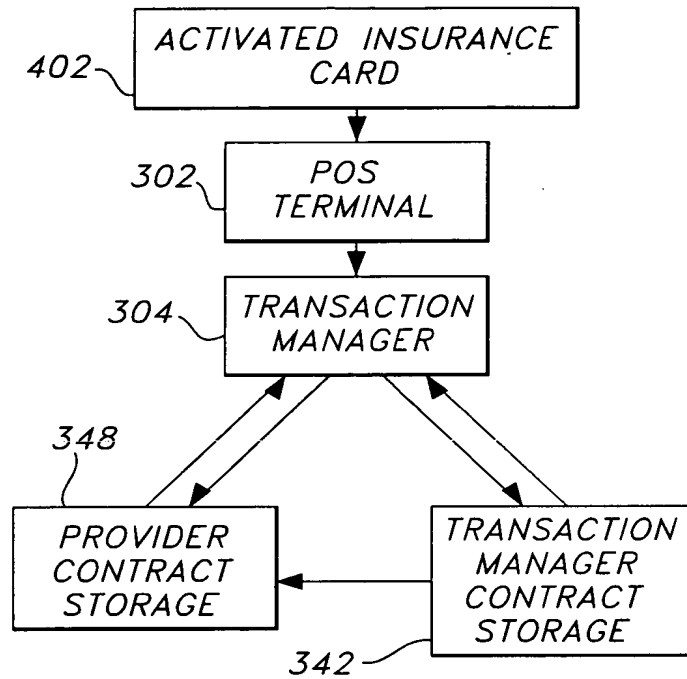 ACTIVATED INSURANCE
CARD
402
POS
TERMINAL
302
TRANSACTION
MANAGER
304
348
PROVIDER
CONTRACT
STORAGE
TRANSACTION
MANAGER
CONTRACT
STORAGE
342